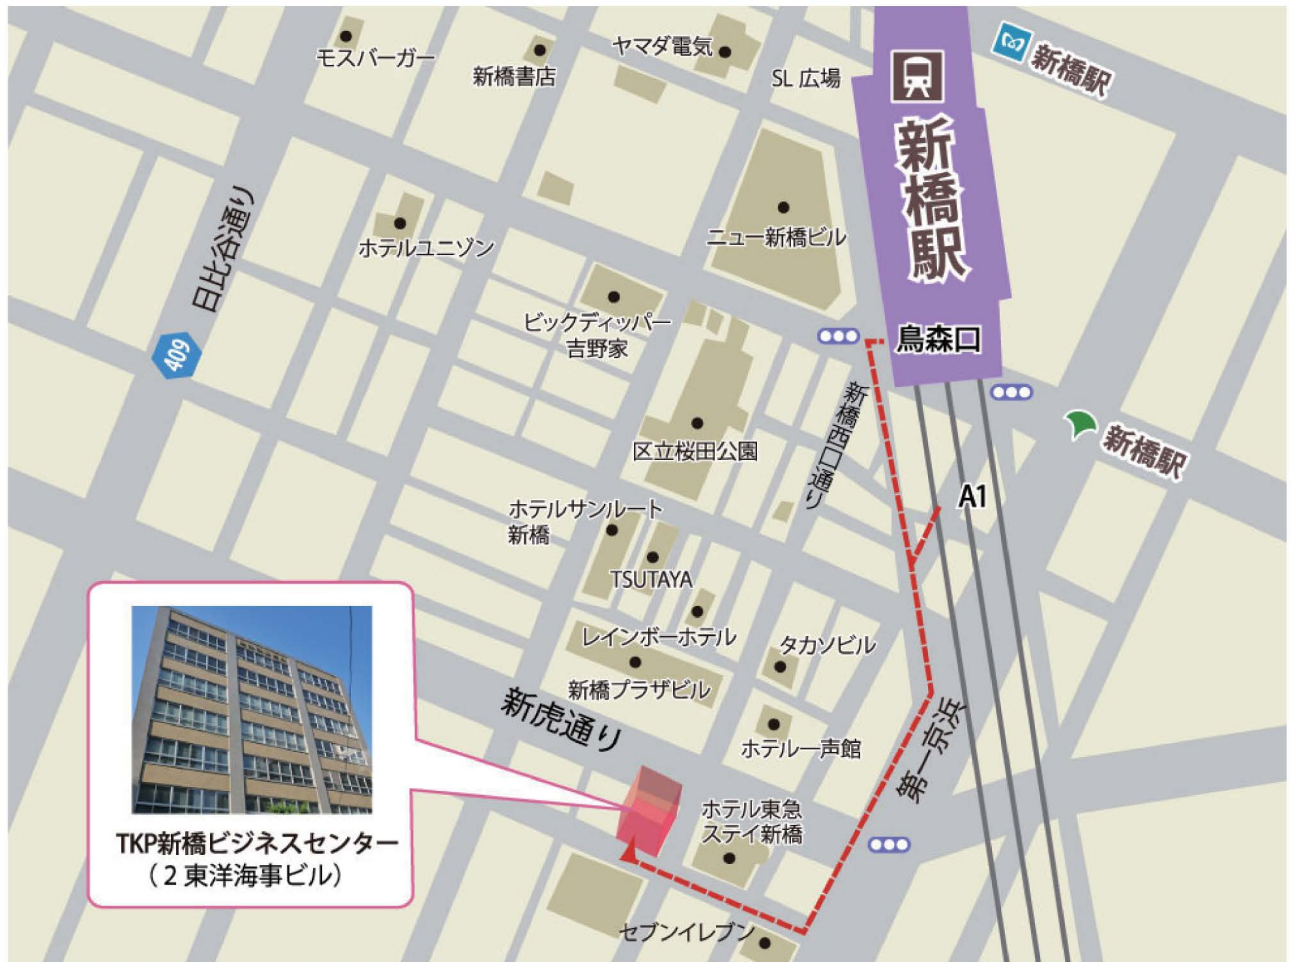 モスバーガー
新橋書店
ヤマダ電気
SL 広場
新橋駅
新橋駅
日比谷通り
ホテルユニゾン
ニュー新橋ビル
409
ビックディッパー
吉野家
烏森口
新橋西口通り
新橋駅
区立桜田公園
A1
ホテルサンルート
新橋
TSUTAYA
レインボーホテル
タカソビル
新橋プラザビル
新虎通り
ホテル一声館
第一京浜
ホテル東急
ステイ新橋
TKP新橋ビジネスセンター
（2 東洋海事ビル）
セブンイレブン